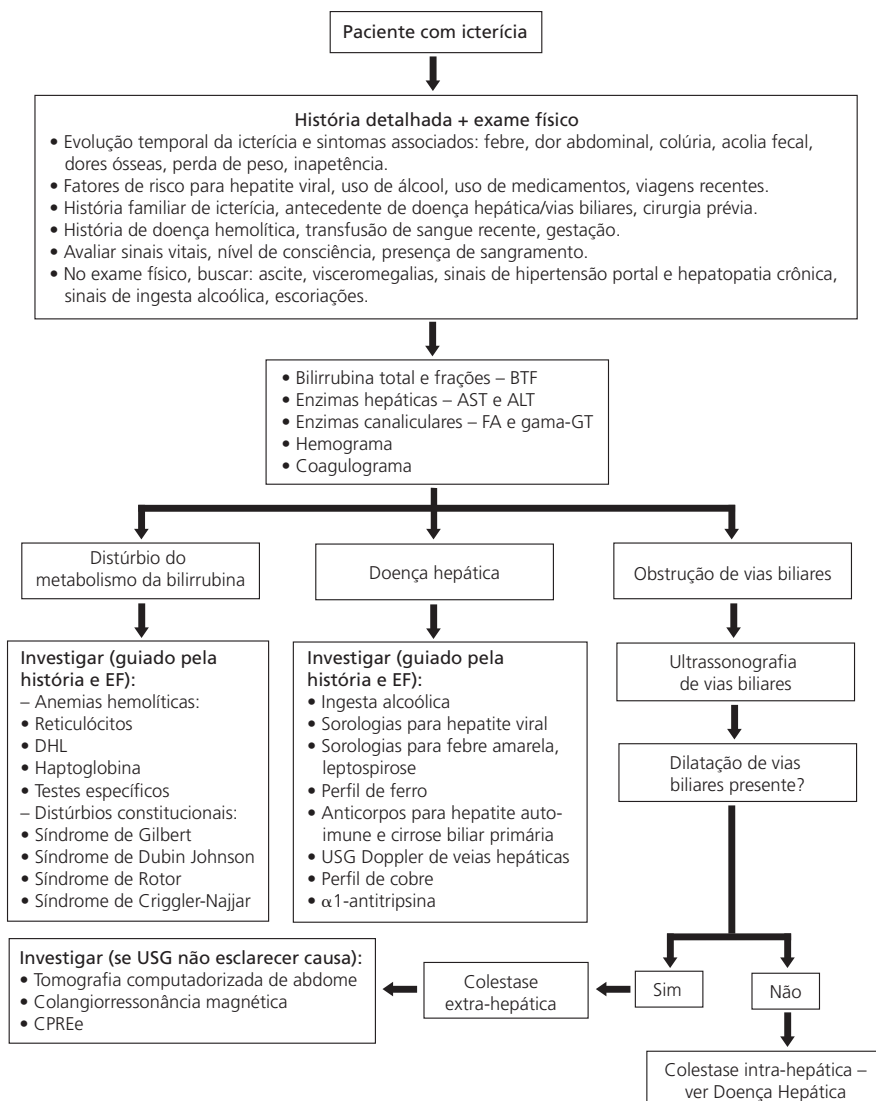 Paciente com icterícia
História detalhada + exame físico
• Evolução temporal da icterícia e sintomas associados: febre, dor abdominal, colúria, acolia fecal,
dores ósseas, perda de peso, inapetência.
• Fatores de risco para hepatite viral, uso de álcool, uso de medicamentos, viagens recentes.
• História familiar de icterícia, antecedente de doença hepática/vias biliares, cirurgia prévia.
• História de doença hemolítica, transfusão de sangue recente, gestação.
• Avaliar sinais vitais, nível de consciência, presença de sangramento.
• No exame físico, buscar: ascite, visceromegalias, sinais de hipertensão portal e hepatopatia crônica,
sinais de ingesta alcoólica, escoriações.
• Bilirrubina total e frações – BTF
• Enzimas hepáticas – AST e ALT
• Enzimas canaliculares – FA e gama-GT
• Hemograma
• Coagulograma
Distúrbio do
metabolismo da bilirrubina
Investigar (guiado pela
história e EF):
– Anemias hemolíticas:
• Reticulócitos
• DHL
• Haptoglobina
• Testes específicos
– Distúrbios constitucionais:
• Síndrome de Gilbert
• Síndrome de Dubin Johnson
• Síndrome de Rotor
• Síndrome de Criggler-Najjar
Doença hepática
Investigar (guiado pela
história e EF):
• Ingesta alcoólica
• Sorologias para hepatite viral
• Sorologias para febre amarela,
leptospirose
• Perfil de ferro
• Anticorpos para hepatite auto-
imune e cirrose biliar primária
• USG Doppler de veias hepáticas
• Perfil de cobre
• α1-antitripsina
Obstrução de vias biliares
Ultrassonografia
de vias biliares
Dilatação de vias
biliares presente?
Sim
Não
Colestase
extra-hepática
Investigar (se USG não esclarecer causa):
• Tomografia computadorizada de abdome
• Colangiorressonância magnética
• CPREe
Colestase intra-hepática –
ver Doença Hepática